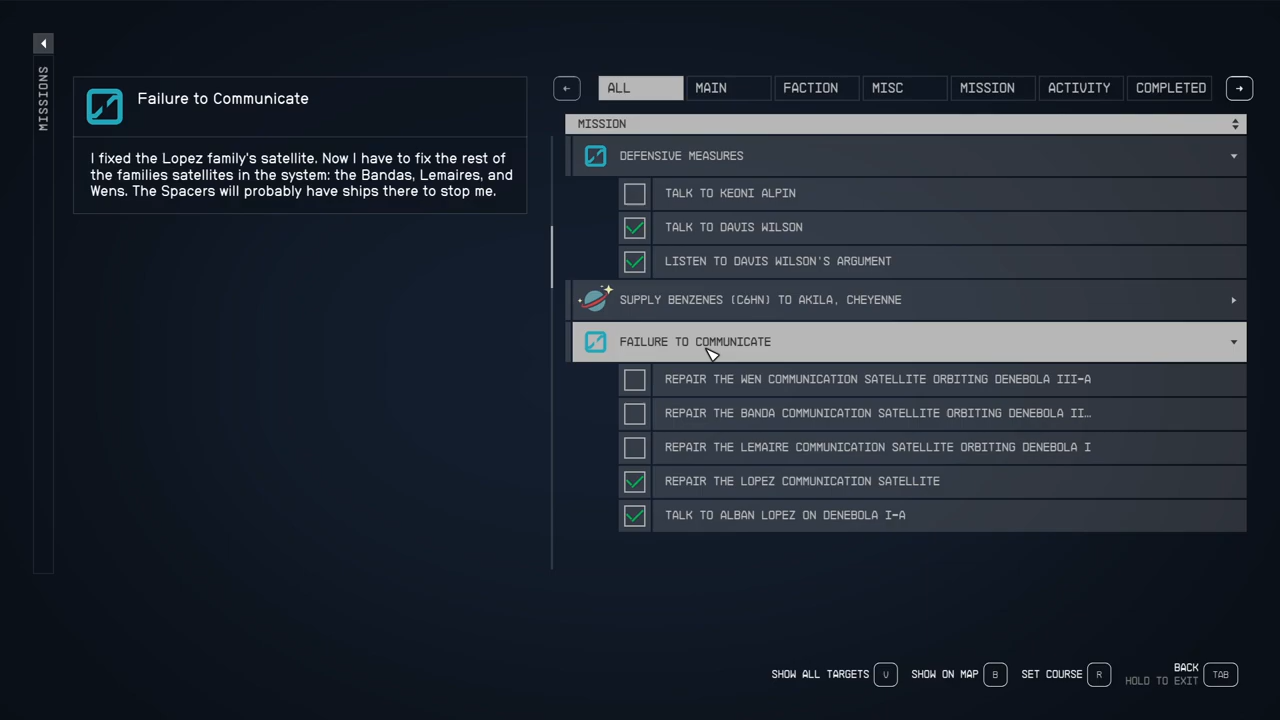 MISSIONS
Failure to Communicate
I fixed the Lopez family's satellite. Now I have to fix the rest of
the families satellites in the system: the Bandas, Lemaires, and
Wens. The Spacers will probably have ships there to stop me.
ALL
MAIN
FACTION
MISC
MISSION
ACTIVITY
COMPLETED
MISSION
DEFENSIVE MEASURES
TALK TO KEONI ALPIN
TALK TO DAVIS WILSON
LISTEN TO DAVIS WILSON'S ARGUMENT
SUPPLY BENZENES (C6HN) TO AKILA, CHEYENNE
FAILURE TO COMMUNICATE
REPAIR THE WEN COMMUNICATION SATELLITE ORBITING DENEBOLA III-A
REPAIR THE BANDA COMMUNICATION SATELLITE ORBITING DENEBOLA II...
REPAIR THE LEMAIRE COMMUNICATION SATELLITE ORBITING DENEBOLA I
REPAIR THE LOPEZ COMMUNICATION SATELLITE
TALK TO ALBAN LOPEZ ON DENEBOLA I-A
SHOW ALL TARGETS V
SHOW ON MAP B
SET COURSE R
BACK
HOLD TO EXIT
TAB